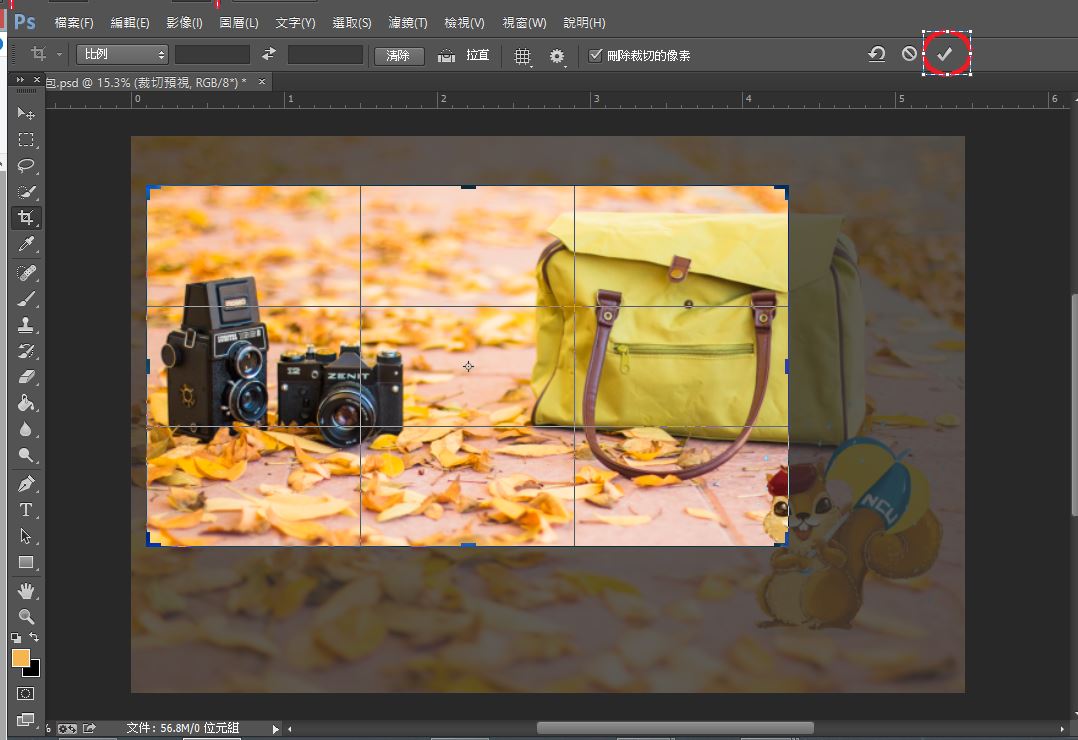 Ps 檔案(F) 編輯(E) 影像(I) 圖層(L) 文字(Y) 選取(S) 濾鏡(T) 檢視(V) 視窗(W) 說明(H)
比例 清除 拉直 刪除裁切的像素
包.psd @ 15.3% (裁切預視, RGB/8*) * ×
0 1 2 3 4 5 6
ZENIT
NCU
T
% 文件: 56.8M/0 位元組